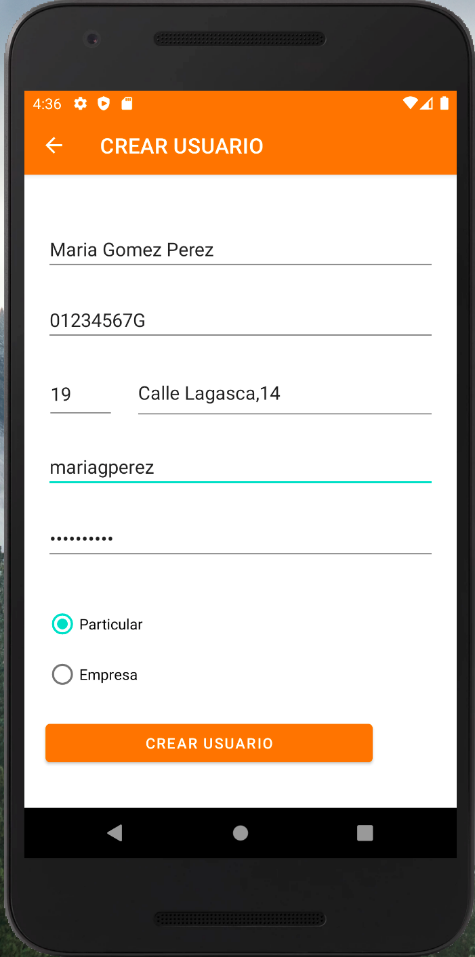 4:36
CREAR USUARIO
Maria Gomez Perez
01234567G
19 Calle Lagasca,14
mariagperez
••••••••••
Particular
Empresa
CREAR USUARIO